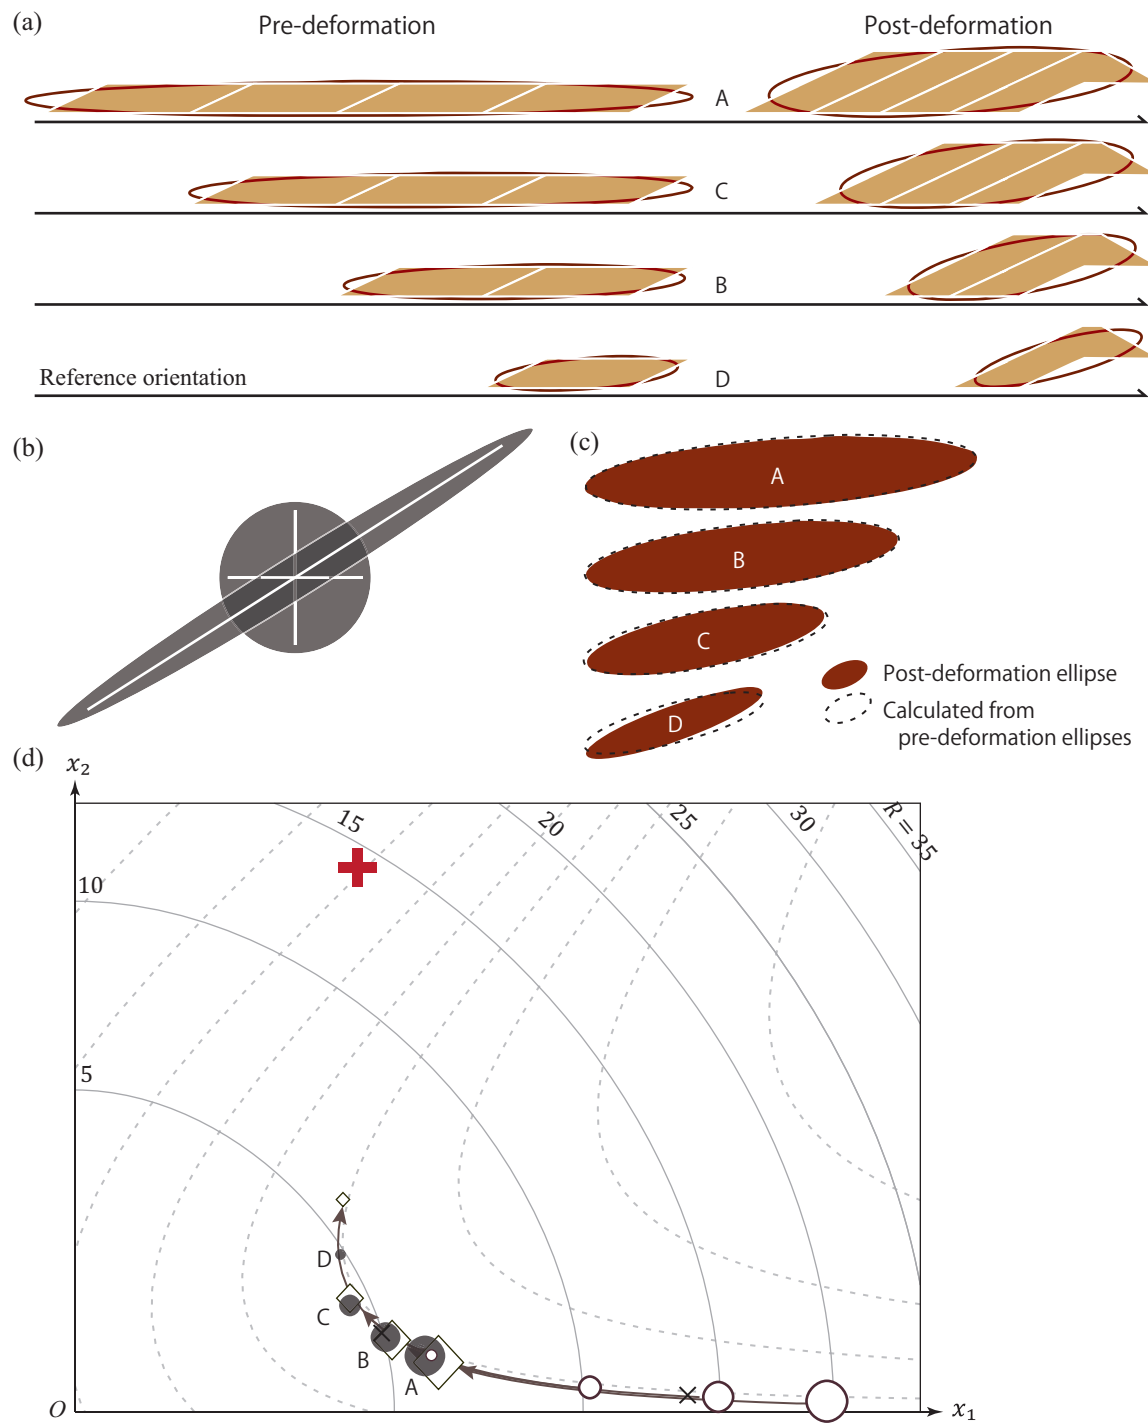 (a)
Pre-deformation
Post-deformation
A
C
B
Reference orientation
D
(b)
(c)
A
B
C
D
Post-deformation ellipse
Calculated from
pre-deformation ellipses
(d)
x₂
15
20
25
30
R = 35
10
5
D
C
B
A
O
x₁